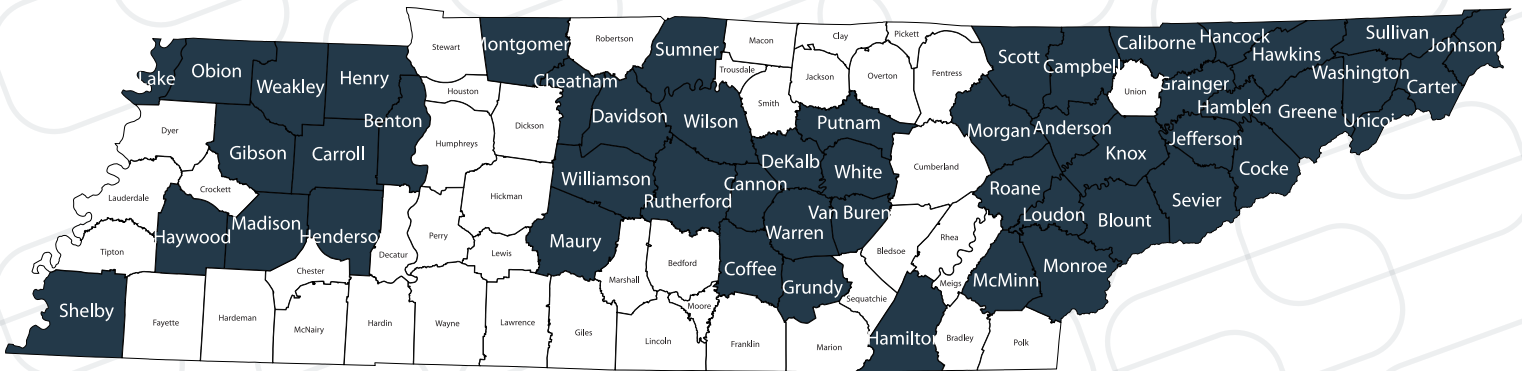 Stewart
Montgomer
Robertson
Sumner
Macon
Clay
Pickett
Scott
Campbell
Caliborne
Hancock
Hawkins
Sullivan
Johnson
Lake
Obion
Weakley
Henry
Houston
Cheatham
Trousdale
Smith
Jackson
Overton
Fentress
Union
Grainger
Washington
Carter
Dyer
Benton
Dickson
Davidson
Wilson
Putnam
Morgan
Anderson
Hamblen
Greene
Unicoi
Gibson
Carroll
Humphreys
DeKalb
White
Cumberland
Knox
Jefferson
Cocke
Lauderdale
Crockett
Hickman
Williamson
Rutherford
Cannon
Roane
Loudon
Blount
Sevier
Haywood
Madison
Henderso
Perry
Maury
Warren
Van Buren
Tipton
Chester
Decatur
Lewis
Marshall
Bedford
Coffee
Grundy
Bledsoe
Rhea
Meigs
McMinn
Monroe
Shelby
Fayette
Hardeman
McNairy
Hardin
Wayne
Lawrence
Giles
Lincoln
Moore
Franklin
Marion
Sequatchie
Hamilton
Bradley
Polk